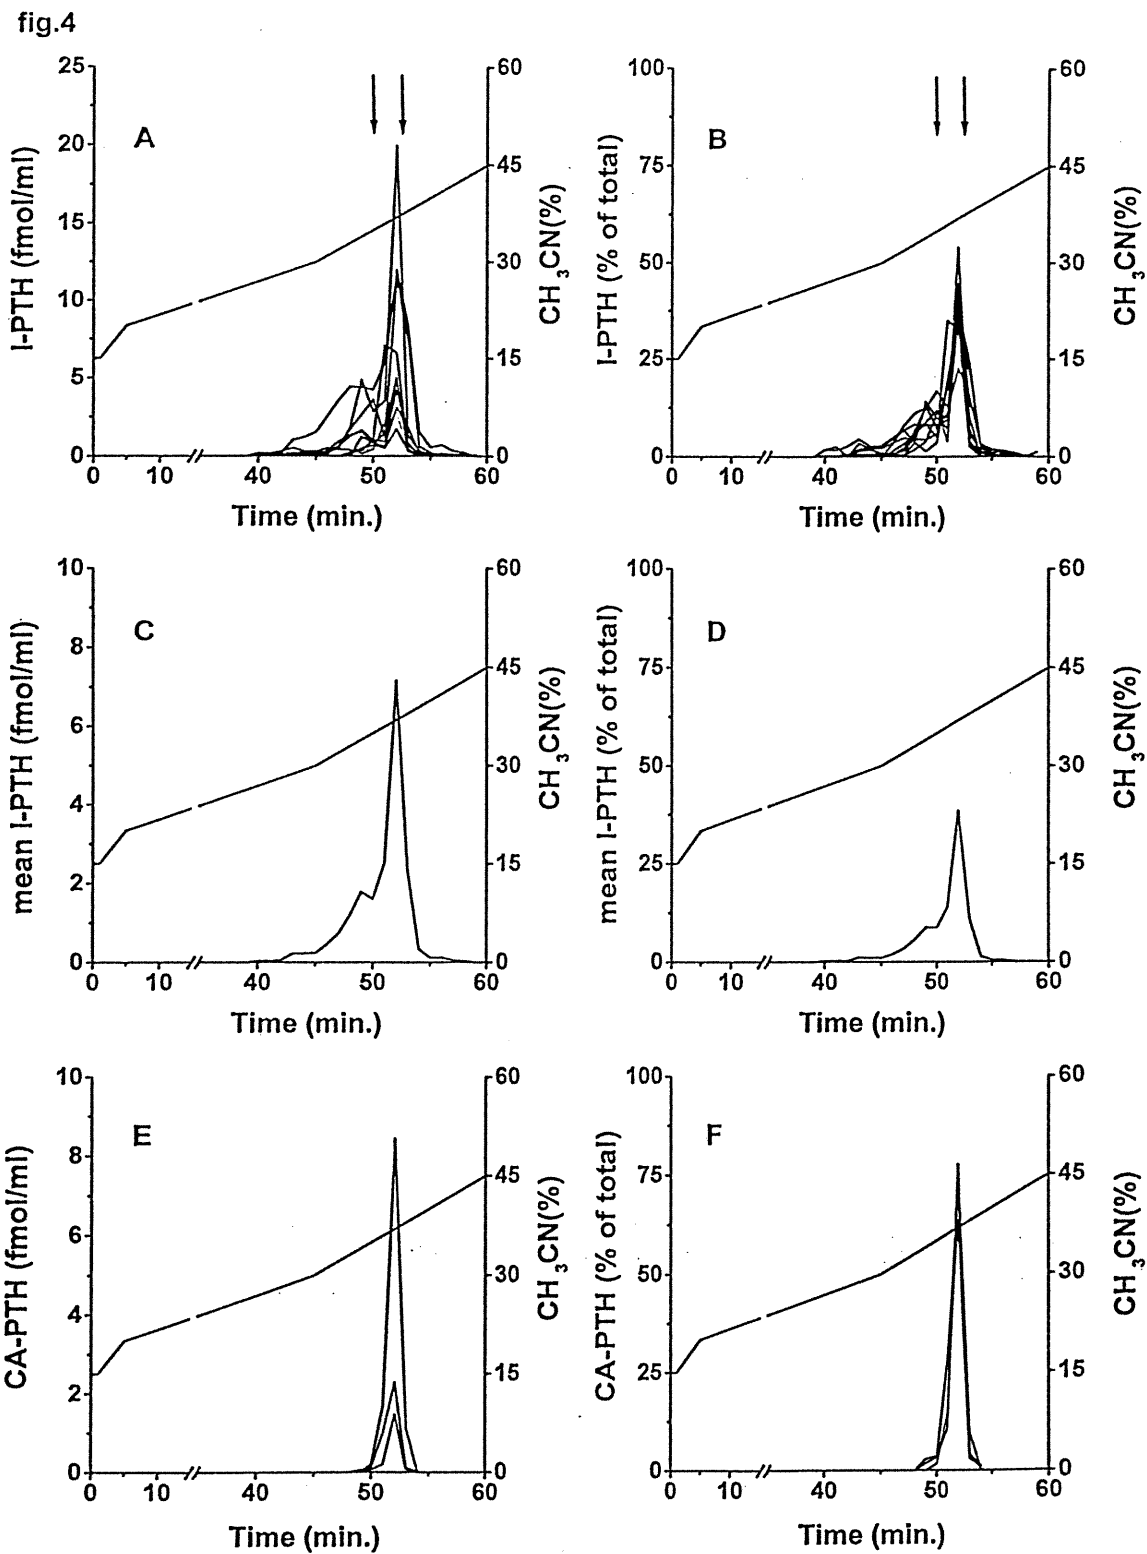 fig.4
A
I-PTH (fmol/ml)
25
20
15
10
5
0
60
45
30
15
0
CH3CN(%)
0 10 40 50 60
Time (min.)
B
I-PTH (% of total)
100
75
50
25
0
60
45
30
15
0
CH3CN(%)
0 10 40 50 60
Time (min.)
C
mean I-PTH (fmol/ml)
10
8
6
4
2
0
60
45
30
15
0
CH3CN(%)
0 10 40 50 60
Time (min.)
D
mean I-PTH (% of total)
100
75
50
25
0
60
45
30
15
0
CH3CN(%)
0 10 40 50 60
Time (min.)
E
CA-PTH (fmol/ml)
10
8
6
4
2
0
60
45
30
15
0
CH3CN(%)
0 10 40 50 60
Time (min.)
F
CA-PTH (% of total)
100
75
50
25
0
60
45
30
15
0
CH3CN(%)
0 10 40 50 60
Time (min.)